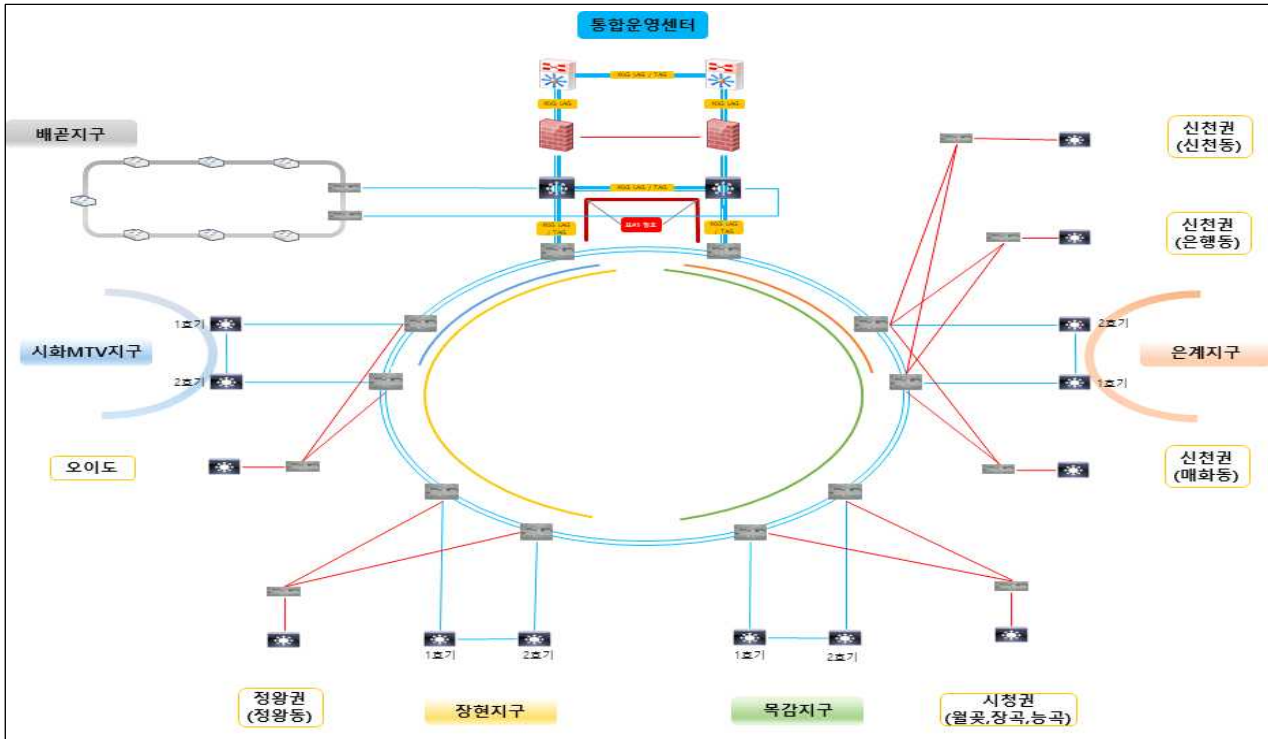 통합운영센터
배곧지구
신천권
(신천동)
신천권
(은행동)
1호기
2호기
시화MTV지구
2호기
1호기
은계지구
오이도
신천권
(매화동)
1호기
2호기
1호기
2호기
정왕권
(정왕동)
장현지구
목감지구
시청권
(월곶,장곡,능곡)